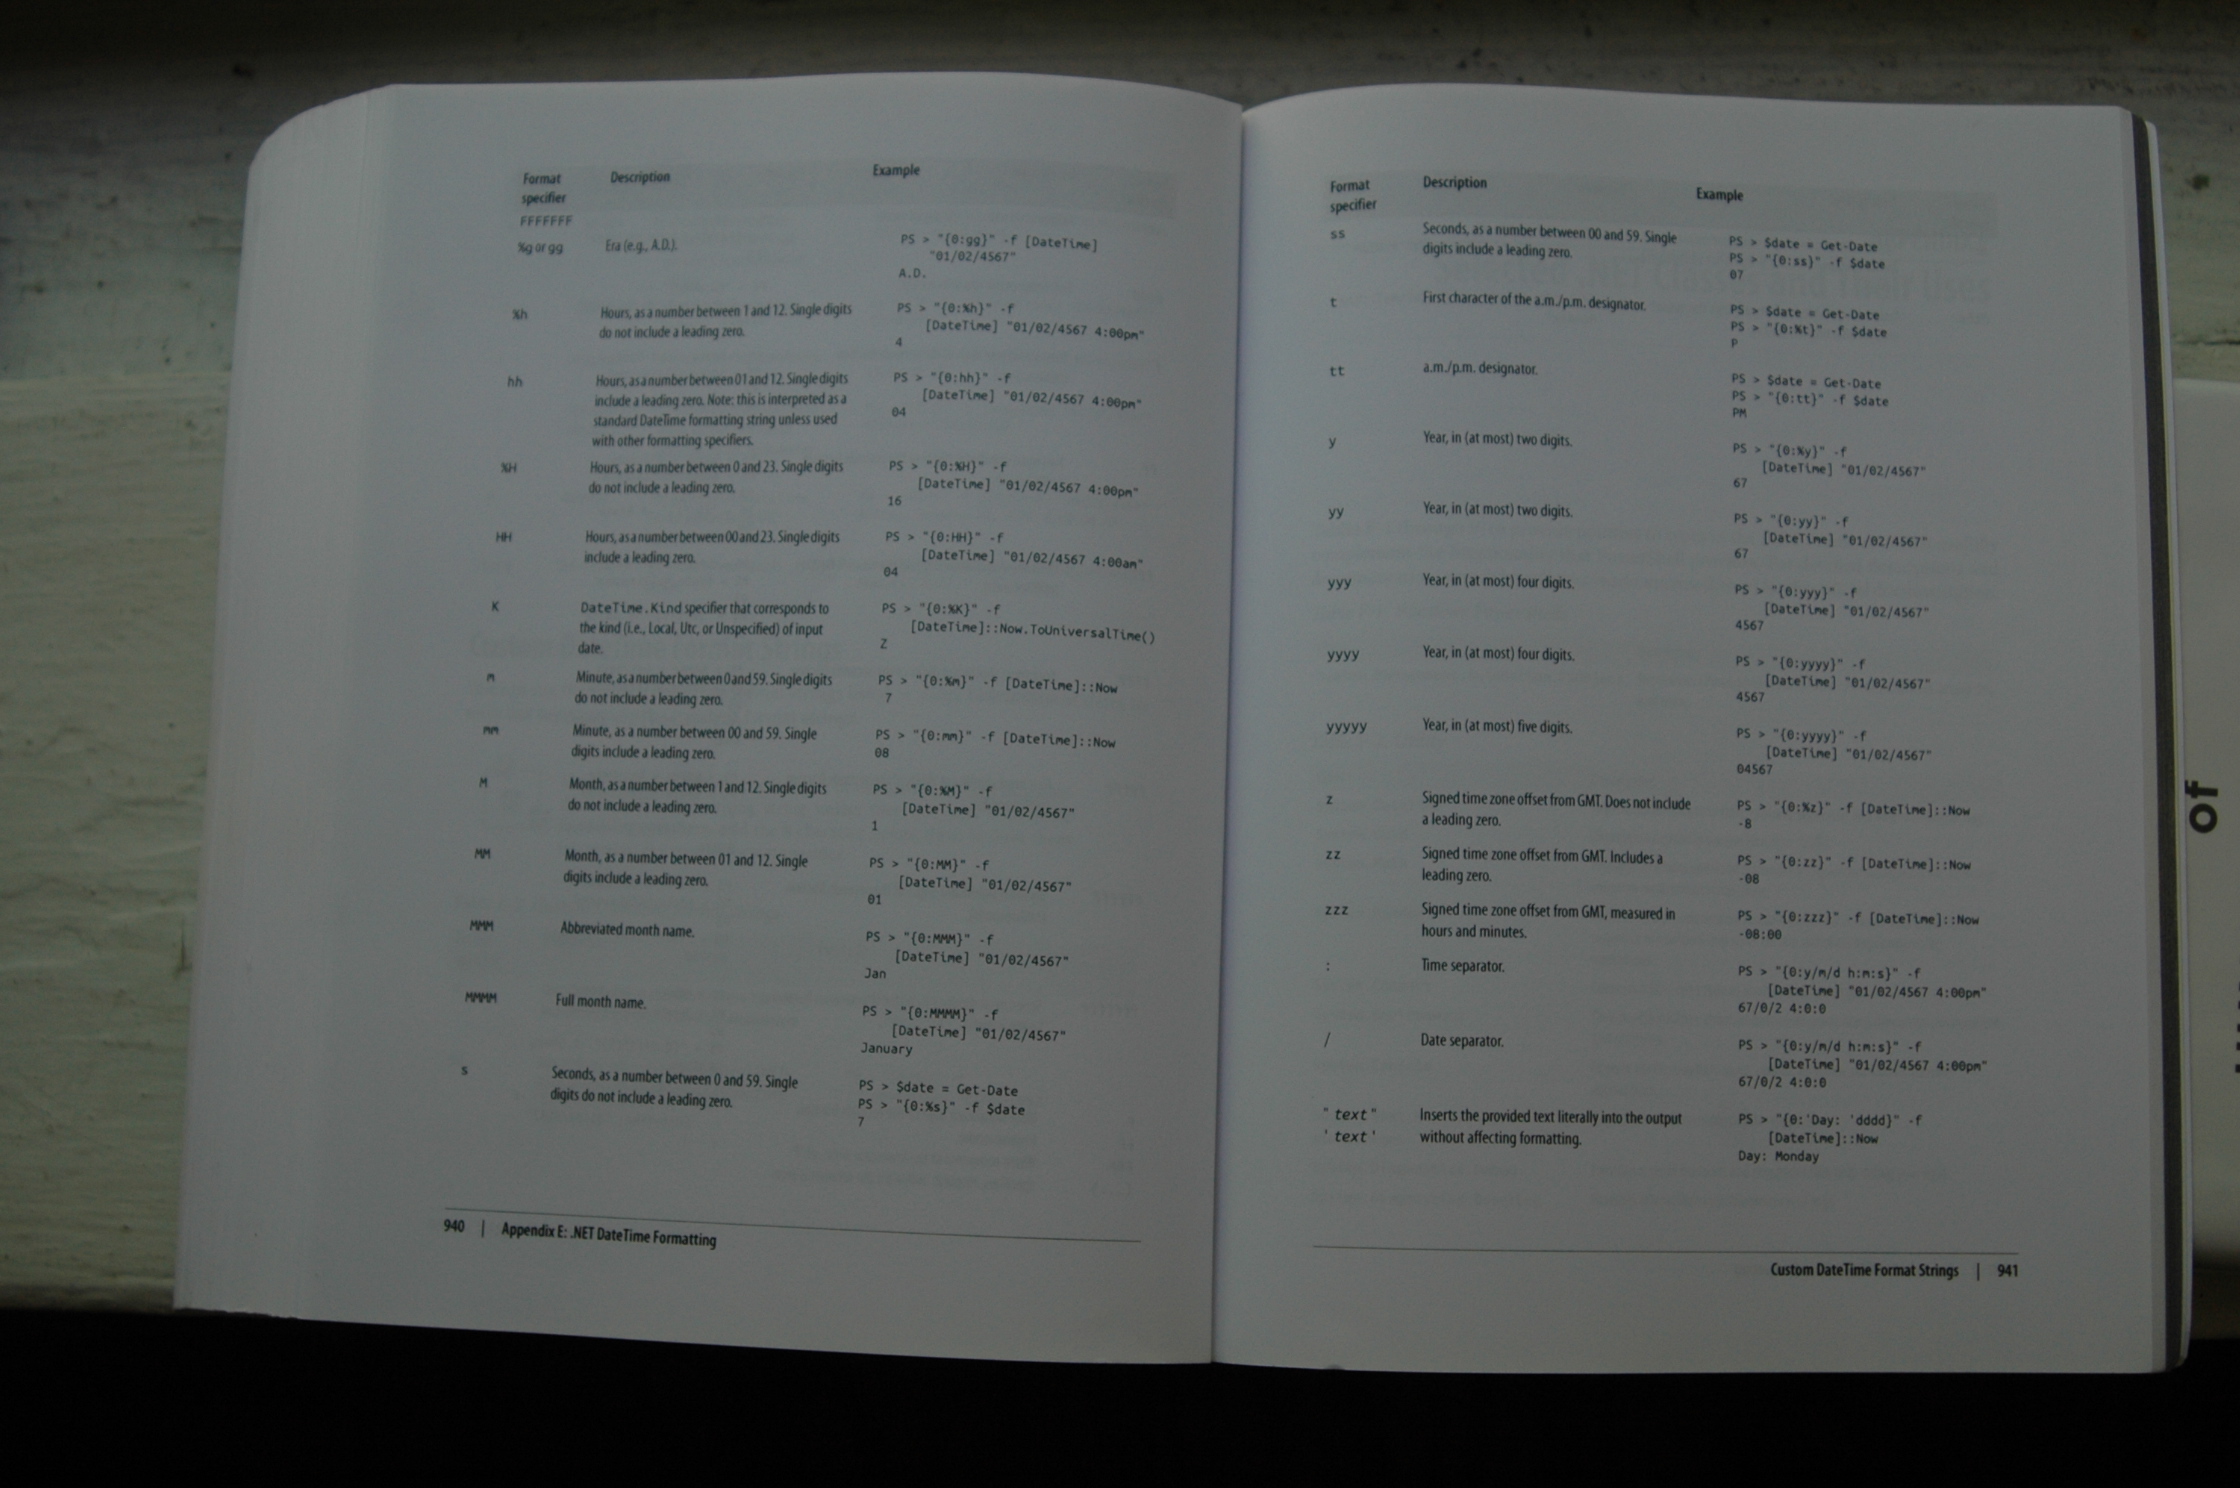 Format Description Example
specifier
FFFFFFF
%g or gg Era (e.g., A.D.). PS > "{0:gg}" -f [DateTime]
"01/02/4567"
A.D.
%h Hours, as a number between 1 and 12. Single digits PS > "{0:%h}" -f
do not include a leading zero. [DateTime] "01/02/4567 4:00pm"
4
hh Hours, as a number between 01 and 12. Single digits PS > "{0:hh}" -f
include a leading zero. Note: this is interpreted as a [DateTime] "01/02/4567 4:00pm"
standard DateTime formatting string unless used 04
with other formatting specifiers.
%H Hours, as a number between 0 and 23. Single digits PS > "{0:%H}" -f
do not include a leading zero. [DateTime] "01/02/4567 4:00pm"
16
HH Hours, as a number between 00 and 23. Single digits PS > "{0:HH}" -f
include a leading zero. [DateTime] "01/02/4567 4:00am"
04
K DateTime.Kind specifier that corresponds to PS > "{0:%K}" -f
the kind (i.e., Local, Utc, or Unspecified) of input [DateTime]::Now.ToUniversalTime()
date. Z
m Minute, as a number between 0 and 59. Single digits PS > "{0:%m}" -f [DateTime]::Now
do not include a leading zero. 7
mm Minute, as a number between 00 and 59. Single PS > "{0:mm}" -f [DateTime]::Now
digits include a leading zero. 08
M Month, as a number between 1 and 12. Single digits PS > "{0:%M}" -f
do not include a leading zero. [DateTime] "01/02/4567"
1
MM Month, as a number between 01 and 12. Single PS > "{0:MM}" -f
digits include a leading zero. [DateTime] "01/02/4567"
01
MMM Abbreviated month name. PS > "{0:MMM}" -f
[DateTime] "01/02/4567"
Jan
MMMM Full month name. PS > "{0:MMMM}" -f
[DateTime] "01/02/4567"
January
s Seconds, as a number between 0 and 59. Single PS > $date = Get-Date
digits do not include a leading zero. PS > "{0:%s}" -f $date
7
940 | Appendix E: .NET DateTime Formatting
Format Description Example
specifier
ss Seconds, as a number between 00 and 59. Single PS > $date = Get-Date
digits include a leading zero. PS > "{0:ss}" -f $date
07
t First character of the a.m./p.m. designator. PS > $date = Get-Date
PS > "{0:%t}" -f $date
P
tt a.m./p.m. designator. PS > $date = Get-Date
PS > "{0:tt}" -f $date
PM
y Year, in (at most) two digits. PS > "{0:%y}" -f
[DateTime] "01/02/4567"
67
yy Year, in (at most) two digits. PS > "{0:yy}" -f
[DateTime] "01/02/4567"
67
yyy Year, in (at most) four digits. PS > "{0:yyy}" -f
[DateTime] "01/02/4567"
4567
yyyy Year, in (at most) four digits. PS > "{0:yyyy}" -f
[DateTime] "01/02/4567"
4567
yyyyy Year, in (at most) five digits. PS > "{0:yyyy}" -f
[DateTime] "01/02/4567"
04567
z Signed time zone offset from GMT. Does not include PS > "{0:%z}" -f [DateTime]::Now
a leading zero. -8
zz Signed time zone offset from GMT. Includes a PS > "{0:zz}" -f [DateTime]::Now
leading zero. -08
zzz Signed time zone offset from GMT, measured in PS > "{0:zzz}" -f [DateTime]::Now
hours and minutes. -08:00
: Time separator. PS > "{0:y/m/d h:m:s}" -f
[DateTime] "01/02/4567 4:00pm"
67/0/2 4:0:0
/ Date separator. PS > "{0:y/m/d h:m:s}" -f
[DateTime] "01/02/4567 4:00pm"
67/0/2 4:0:0
"text" Inserts the provided text literally into the output PS > "{0:'Day: 'dddd}" -f
'text' without affecting formatting. [DateTime]::Now
Day: Monday
Custom DateTime Format Strings | 941
of